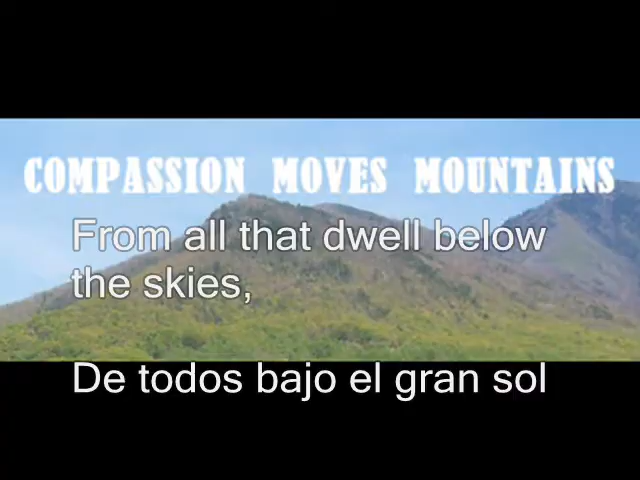 COMPASSION MOVES MOUNTAINS
From all that dwell below
the skies,
De todos bajo el gran sol